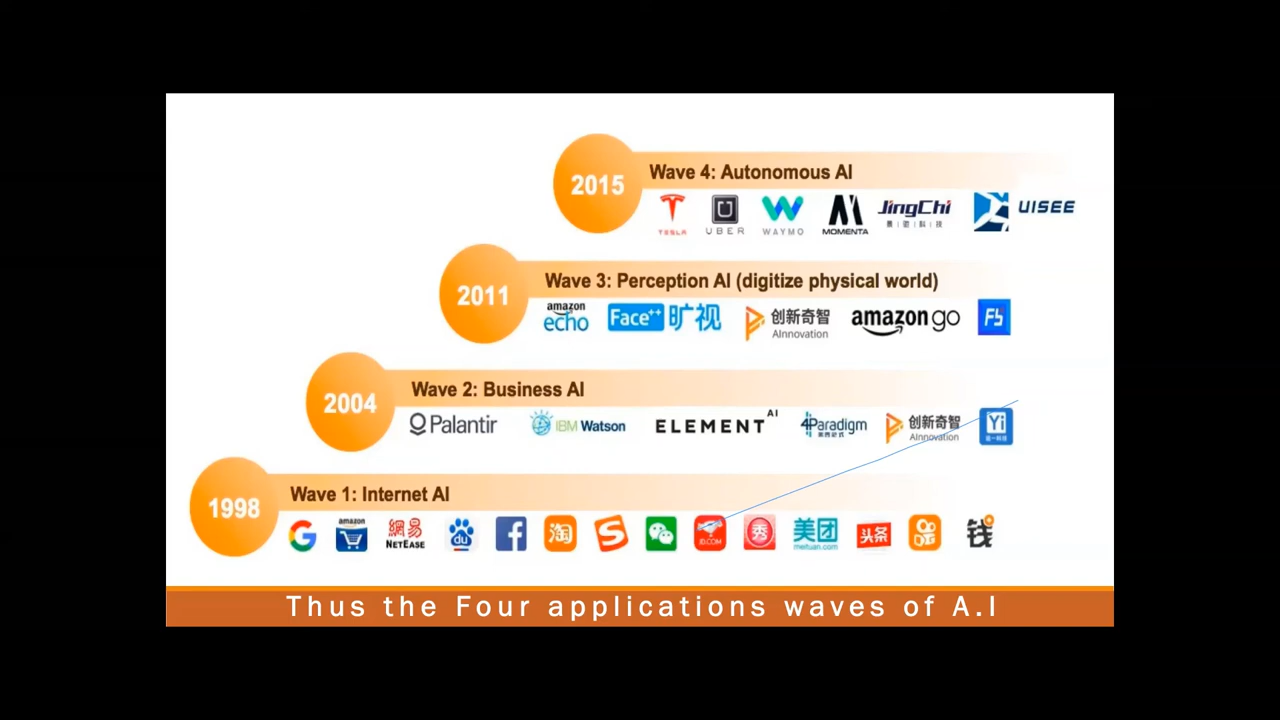 2015
Wave 4: Autonomous AI
TESLA
UBER
WAYMO
MOMENTA
JingChi
UISEE
2011
Wave 3: Perception AI (digitize physical world)
amazon
echo
Face++ 旷视
创新奇智
AInnovation
amazon go
2004
Wave 2: Business AI
Palantir
IBM Watson
ELEMENT AI
4Paradigm
创新奇智
AInnovation
Yi
1998
Wave 1: Internet AI
G
amazon
網易
NETEASE
du
f
淘
S
JD.COM
秀
美团
meituan.com
头条
钱
Thus the Four applications waves of A.I